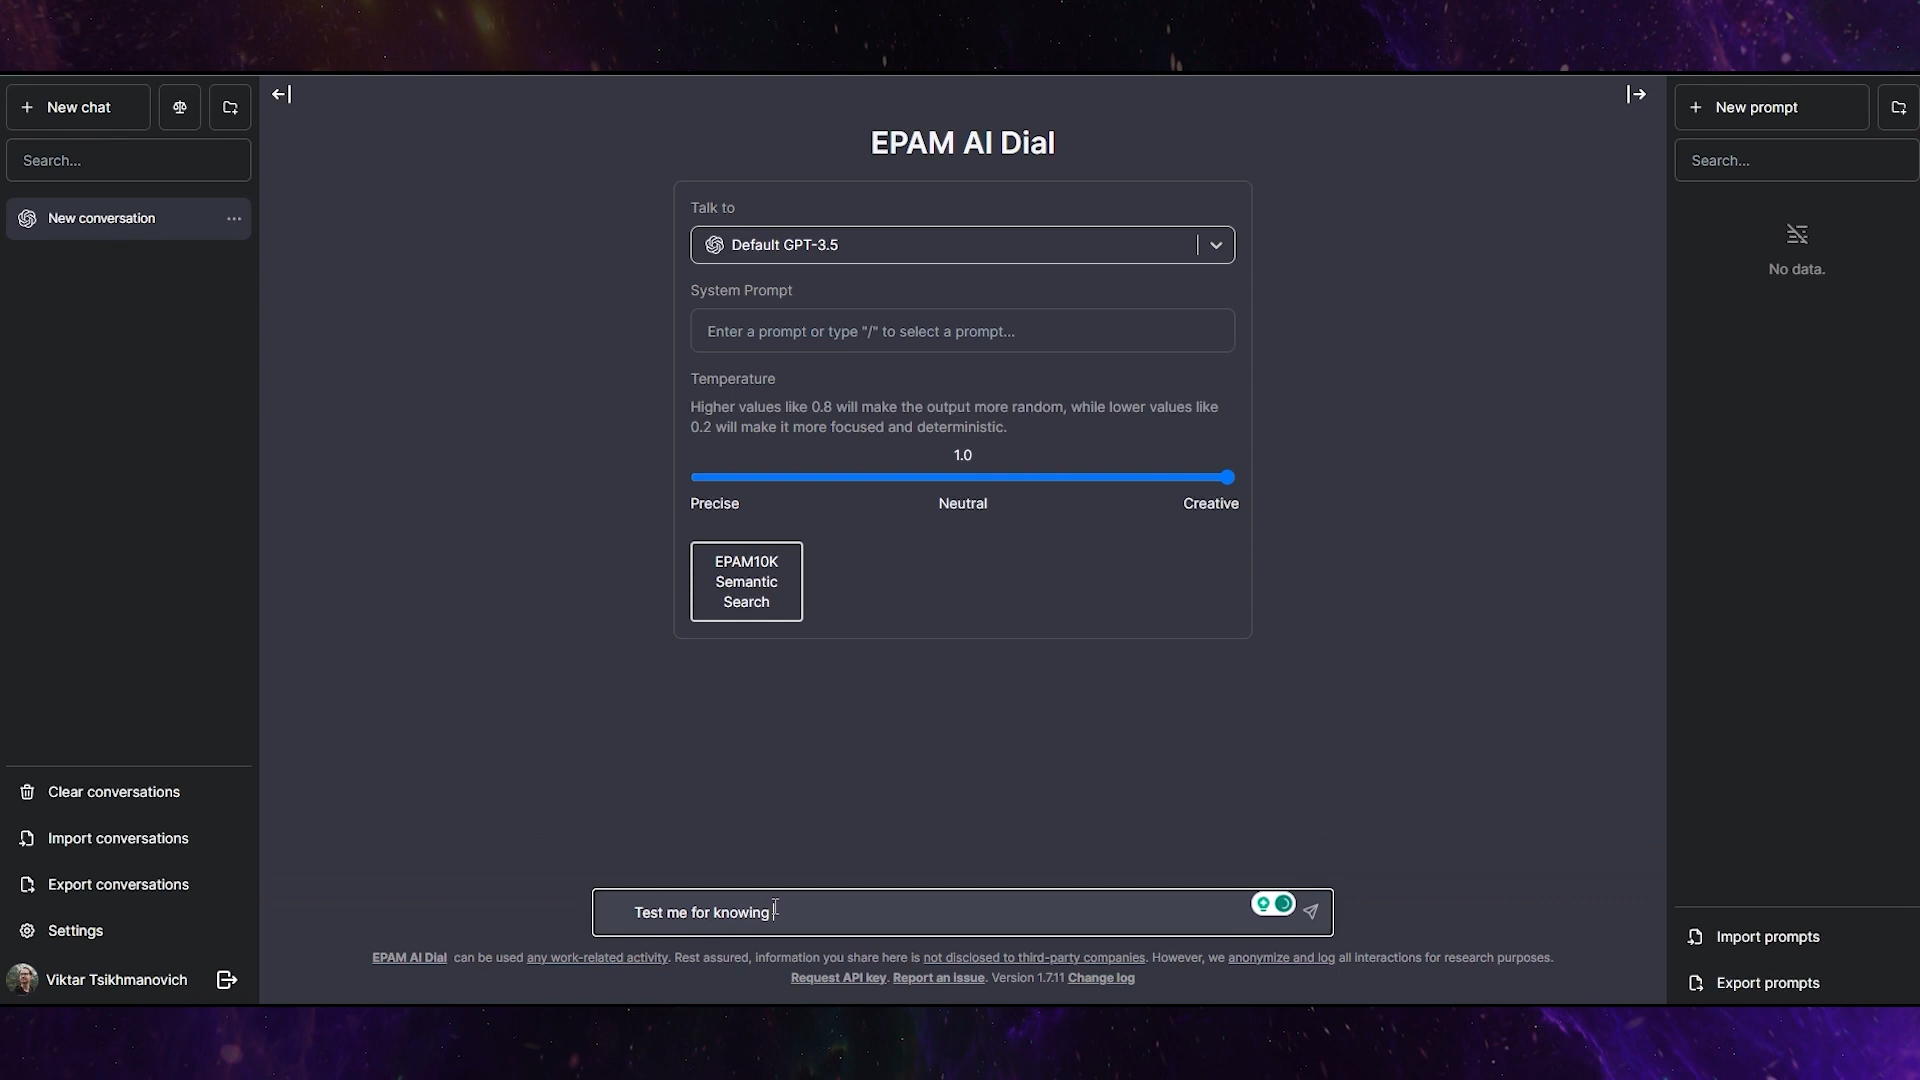 New chat
Search...
New conversation
Clear conversations
Import conversations
Export conversations
Settings
Viktar Tsikhmanovich
EPAM AI Dial
Talk to
Default GPT-3.5
System Prompt
Enter a prompt or type "/" to select a prompt...
Temperature
Higher values like 0.8 will make the output more random, while lower values like
0.2 will make it more focused and deterministic.
1.0
Precise Neutral Creative
EPAM10K
Semantic
Search
Test me for knowing
EPAM AI Dial can be used any work-related activity. Rest assured, information you share here is not disclosed to third-party companies. However, we anonymize and log all interactions for research purposes.
Request API key. Report an issue. Version 1.7.11 Change log
New prompt
Search...
No data.
Import prompts
Export prompts